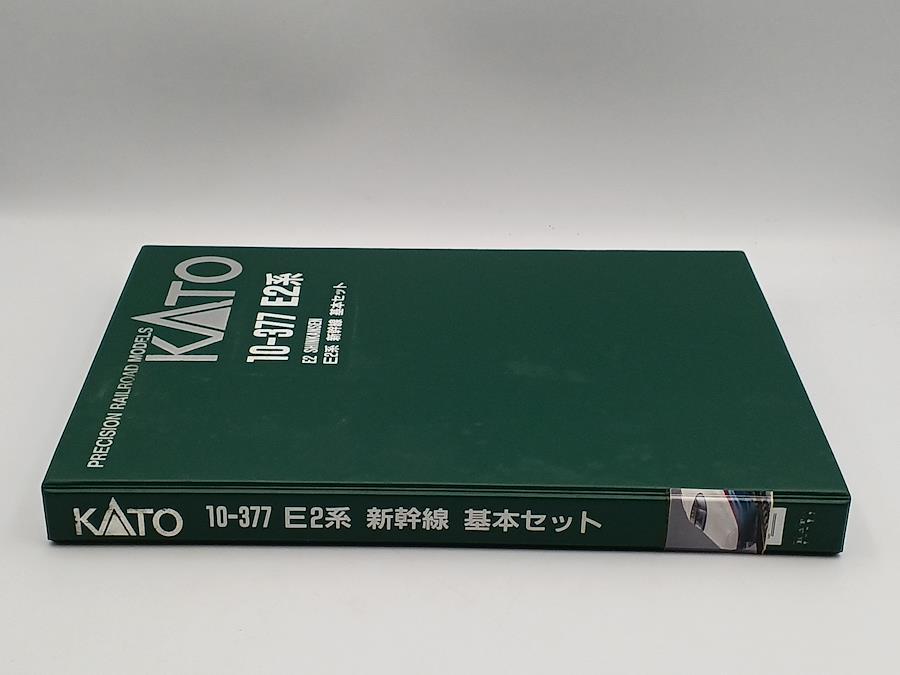 PRECISION RAILROAD MODELS
KATO
10-377 E2系
E2 SHINKANSEN
E2系 新幹線 基本セット
KATO 10-377 E2系 新幹線 基本セット